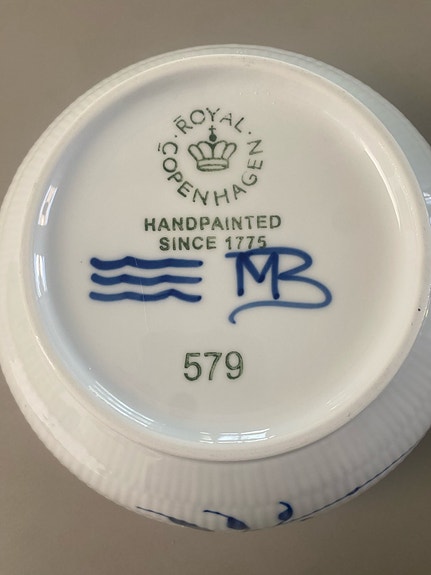 ROYAL
COPENHAGEN
HANDPAINTED
SINCE 1775
MB
579